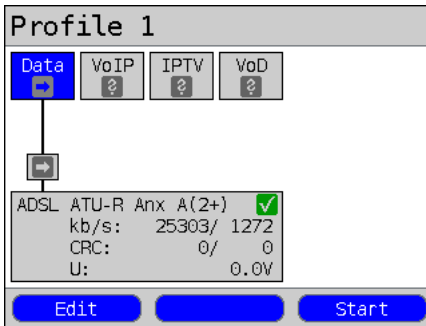 Profile 1
Data VoIP IPTV VoD
? ? ?
ADSL ATU-R Anx A(2+)
kb/s: 25303/ 1272
CRC: 0/ 0
U: 0.0V
Edit Start